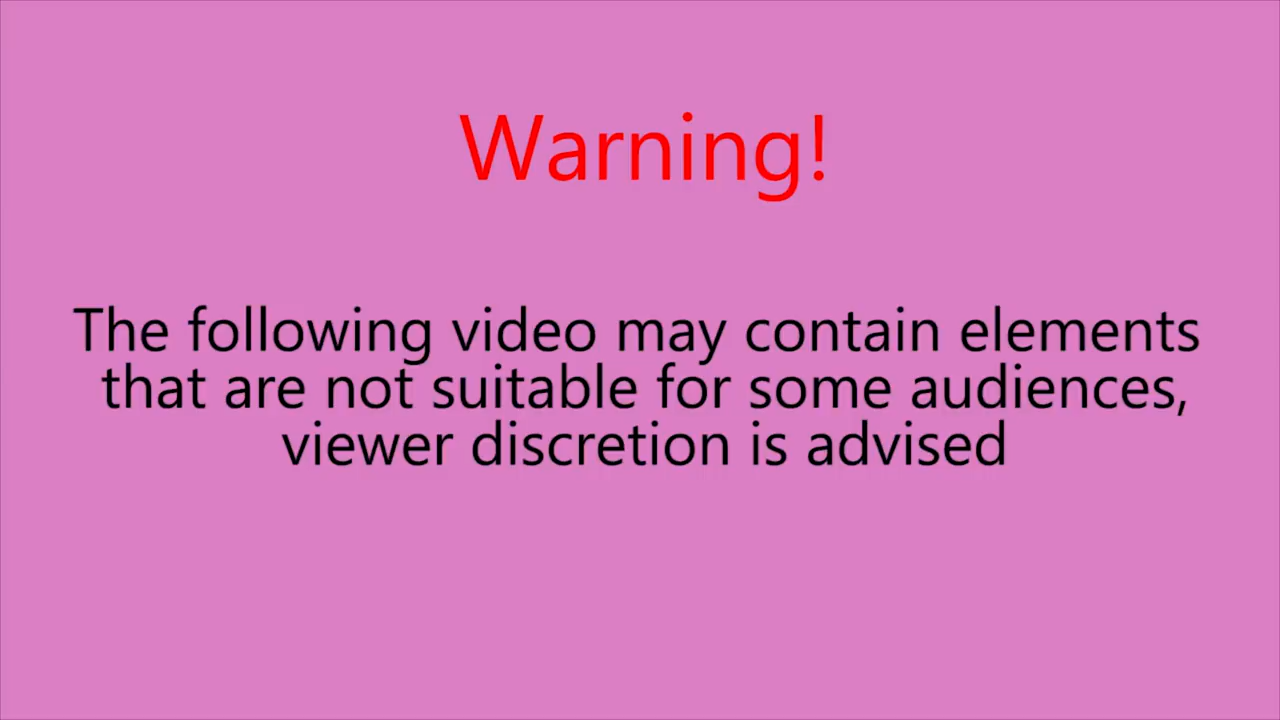 Warning!
The following video may contain elements
that are not suitable for some audiences,
viewer discretion is advised